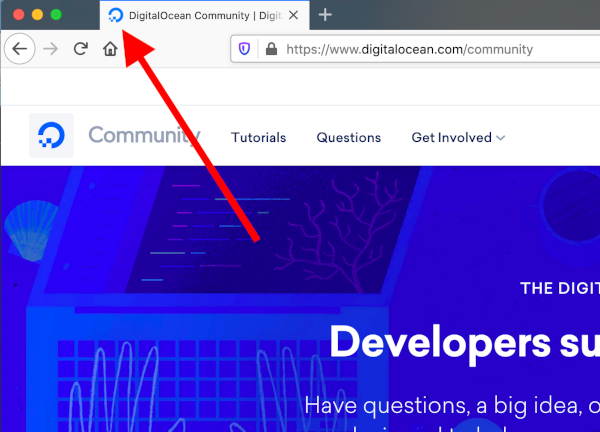 DigitalOcean Community | Digit
https://www.digitalocean.com/community
Community Tutorials Questions Get Involved
THE DIGIT
Developers su
Have questions, a big idea, o